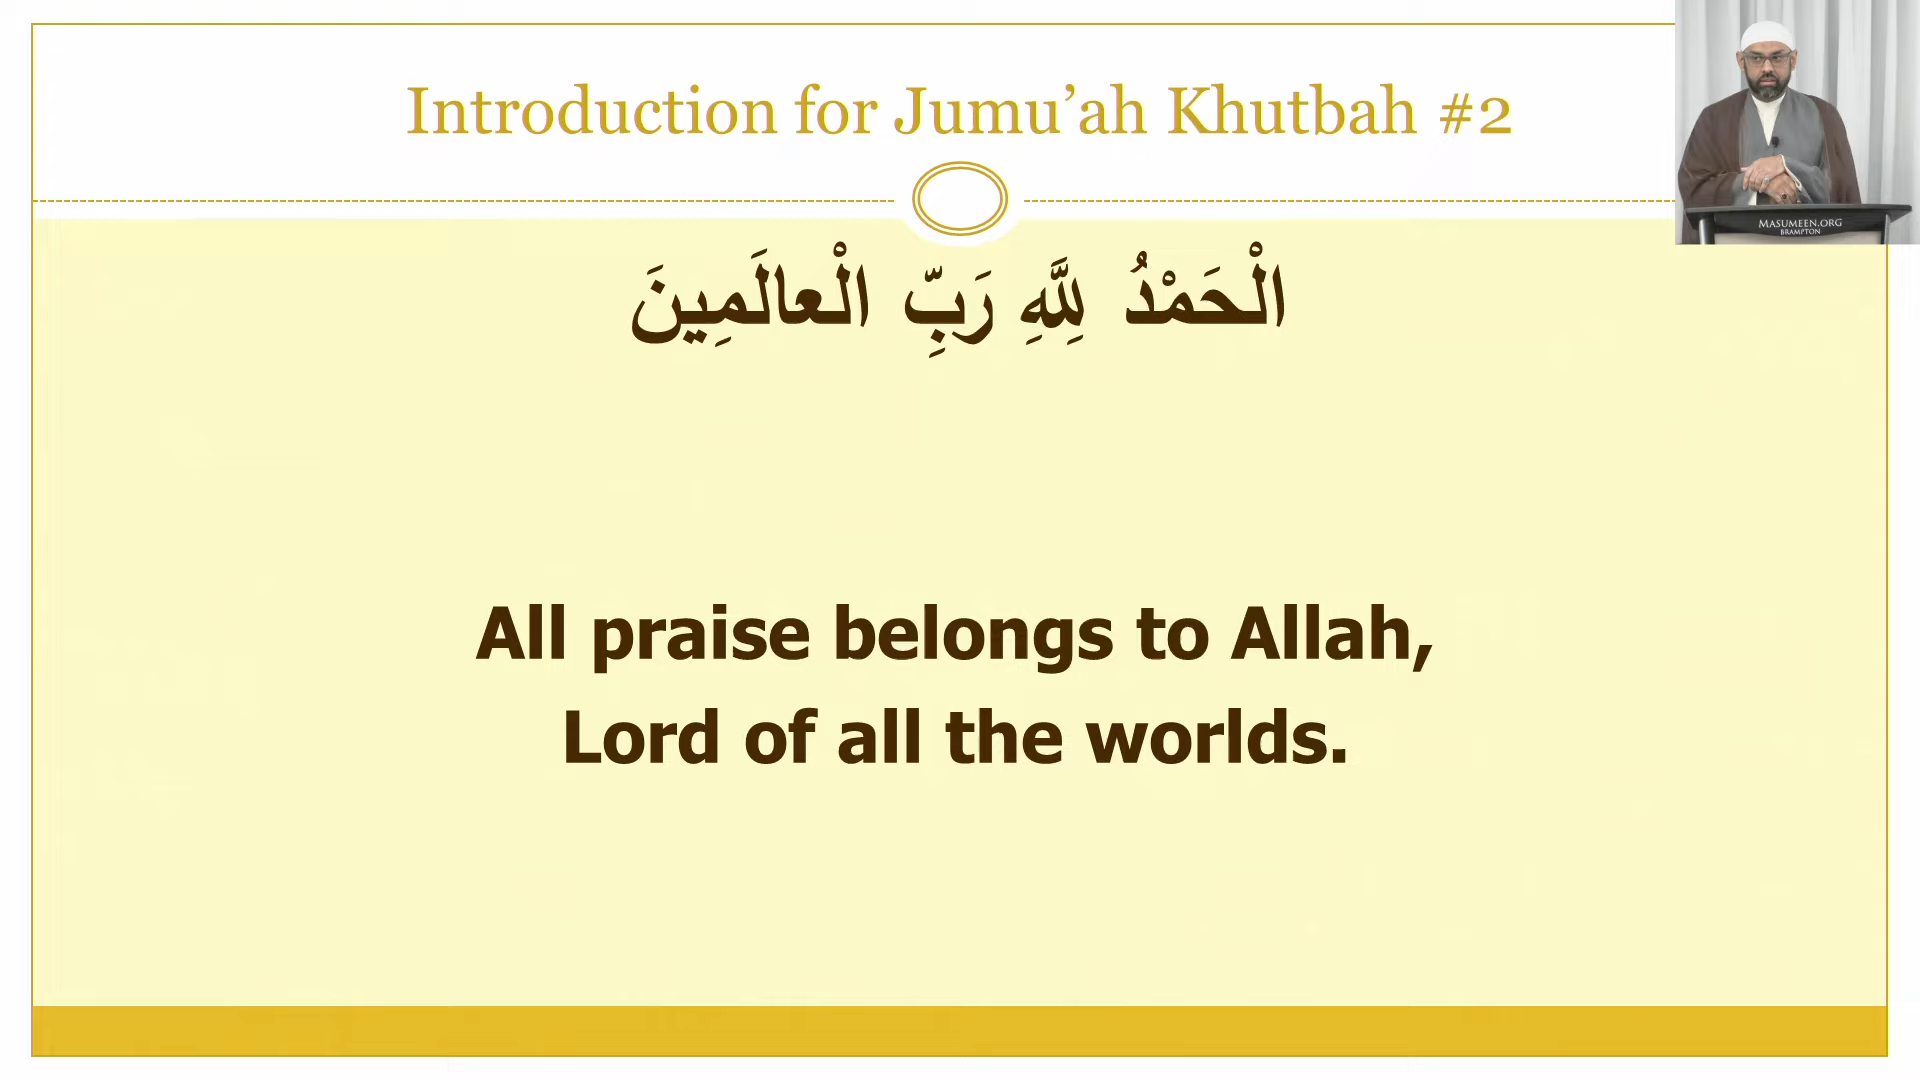 Introduction for Jumu’ah Khutbah #2
الْحَمْدُ لِلَّهِ رَبِّ الْعالَمِينَ
All praise belongs to Allah,
Lord of all the worlds.
MASUMEEN.ORG
BRAMPTON